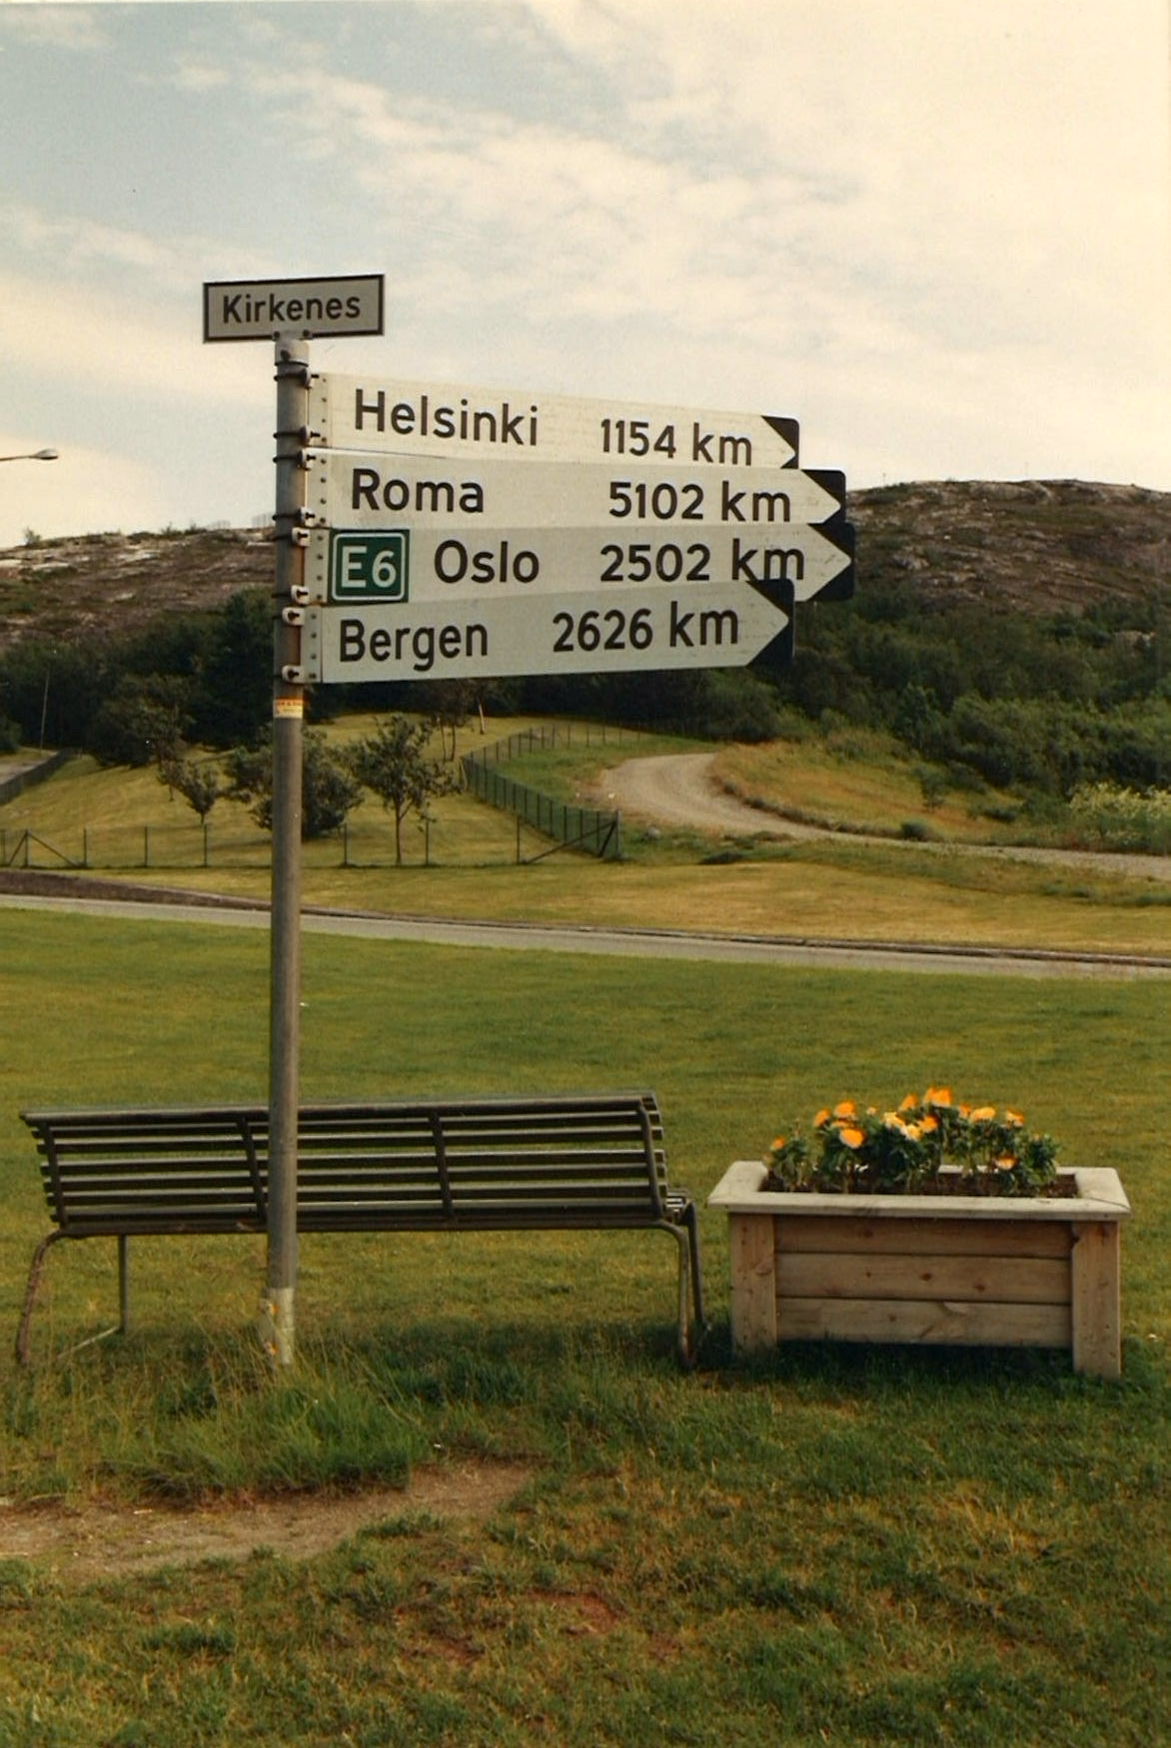 Kirkenes
Helsinki 1154 km
Roma 5102 km
E6 Oslo 2502 km
Bergen 2626 km